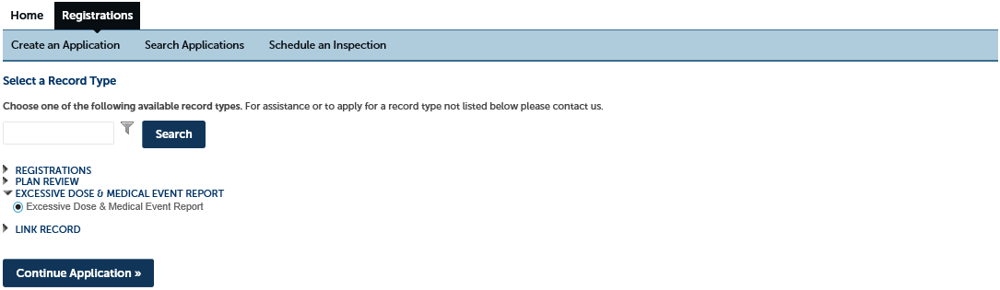 Home Registrations
Create an Application Search Applications Schedule an Inspection
Select a Record Type
Choose one of the following available record types. For assistance or to apply for a record type not listed below please contact us.
Search
REGISTRATIONS
PLAN REVIEW
EXCESSIVE DOSE & MEDICAL EVENT REPORT
Excessive Dose & Medical Event Report
LINK RECORD
Continue Application »